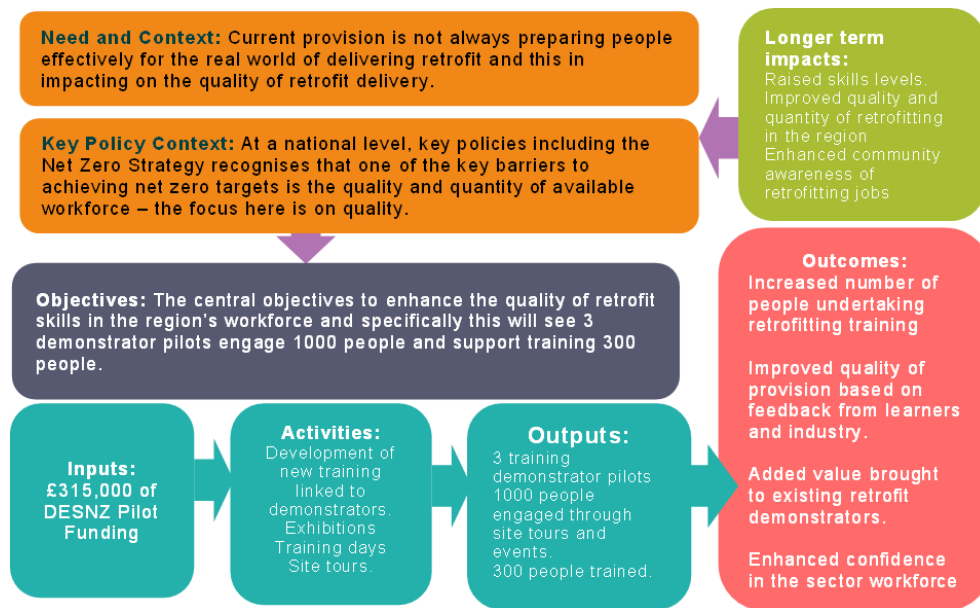 Need and Context: Current provision is not always preparing people
effectively for the real world of delivering retrofit and this in
impacting on the quality of retrofit delivery.
Key Policy Context: At a national level, key policies including the
Net Zero Strategy recognises that one of the key barriers to
achieving net zero targets is the quality and quantity of available
workforce – the focus here is on quality.
Longer term
impacts:
Raised skills levels.
Improved quality and
quantity of retrofitting
in the region
Enhanced community
awareness of
retrofitting jobs
Objectives: The central objectives to enhance the quality of retrofit
skills in the region's workforce and specifically this will see 3
demonstrator pilots engage 1000 people and support training 300
people.
Inputs:
£315,000 of
DESNZ Pilot
Funding
Activities:
Development of
new training
linked to
demonstrators.
Exhibitions
Training days
Site tours.
Outputs:
3 training
demonstrator pilots
1000 people
engaged through
site tours and
events.
300 people trained.
Outcomes:
Increased number of
people undertaking
retrofitting training
Improved quality of
provision based on
feedback from learners
and industry.
Added value brought
to existing retrofit
demonstrators.
Enhanced confidence
in the sector workforce